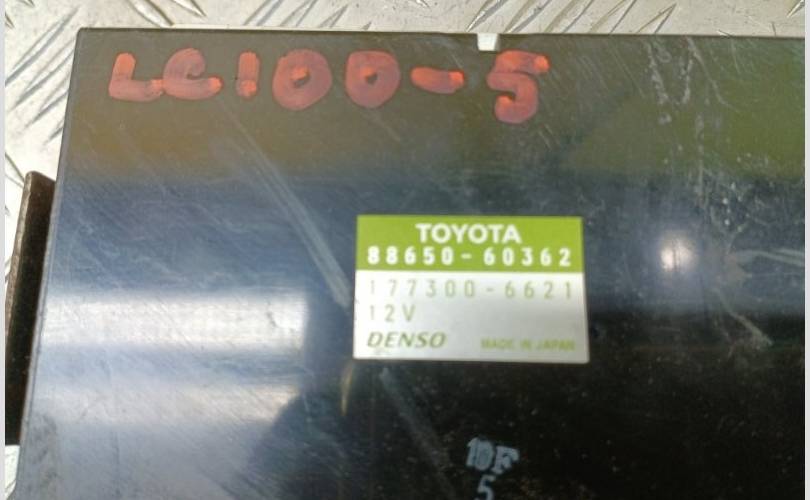 LC100-5
TOYOTA
88650-60362
177300-6621
12V
DENSO MADE IN JAPAN
10F
5